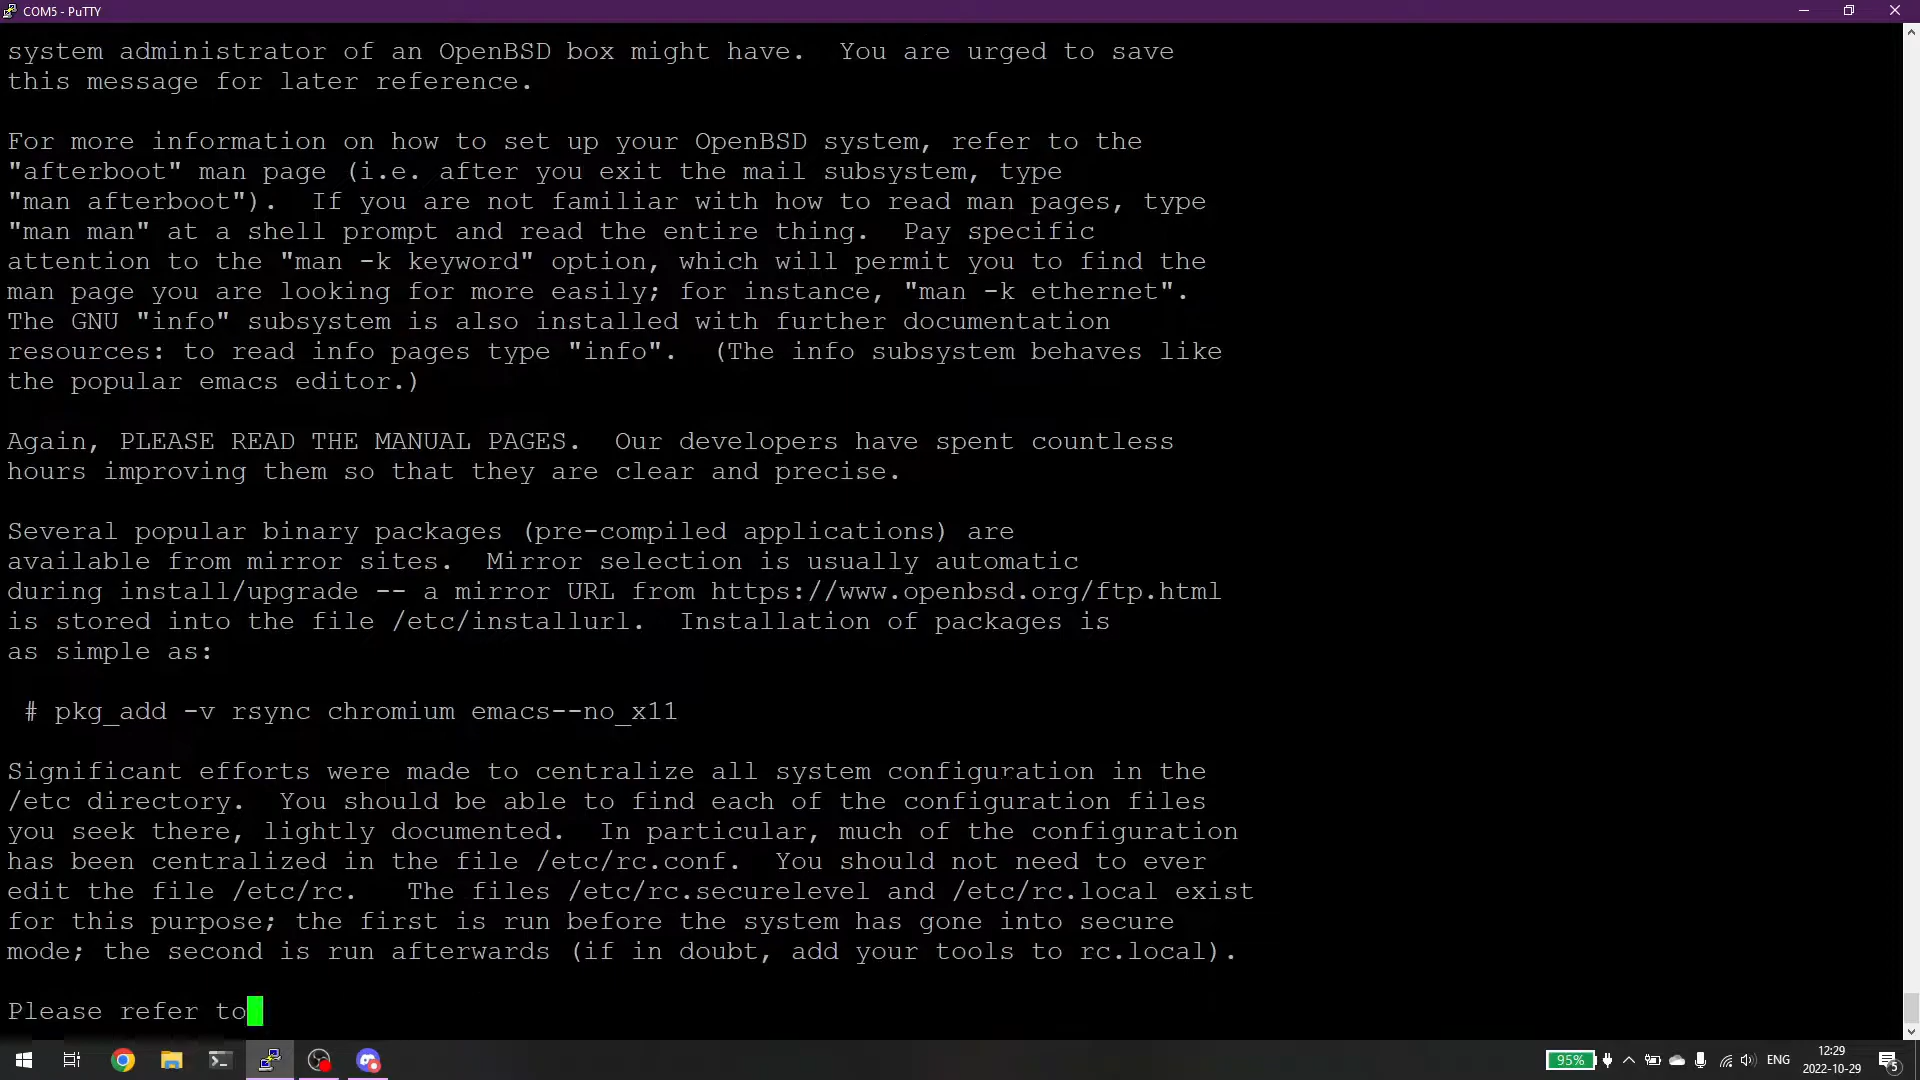 COM5 - PuTTY
system administrator of an OpenBSD box might have.  You are urged to save
this message for later reference.
For more information on how to set up your OpenBSD system, refer to the
"afterboot" man page (i.e. after you exit the mail subsystem, type
"man afterboot").  If you are not familiar with how to read man pages, type
"man man" at a shell prompt and read the entire thing.  Pay specific
attention to the "man -k keyword" option, which will permit you to find the
man page you are looking for more easily; for instance, "man -k ethernet".
The GNU "info" subsystem is also installed with further documentation
resources: to read info pages type "info".  (The info subsystem behaves like
the popular emacs editor.)
Again, PLEASE READ THE MANUAL PAGES.  Our developers have spent countless
hours improving them so that they are clear and precise.
Several popular binary packages (pre-compiled applications) are
available from mirror sites.  Mirror selection is usually automatic
during install/upgrade -- a mirror URL from https://www.openbsd.org/ftp.html
is stored into the file /etc/installurl.  Installation of packages is
as simple as:
# pkg_add -v rsync chromium emacs--no_x11
Significant efforts were made to centralize all system configuration in the
/etc directory.  You should be able to find each of the configuration files
you seek there, lightly documented.  In particular, much of the configuration
has been centralized in the file /etc/rc.conf.  You should not need to ever
edit the file /etc/rc.   The files /etc/rc.securelevel and /etc/rc.local exist
for this purpose; the first is run before the system has gone into secure
mode; the second is run afterwards (if in doubt, add your tools to rc.local).
Please refer to
95% ENG 12:29
2022-10-29 5